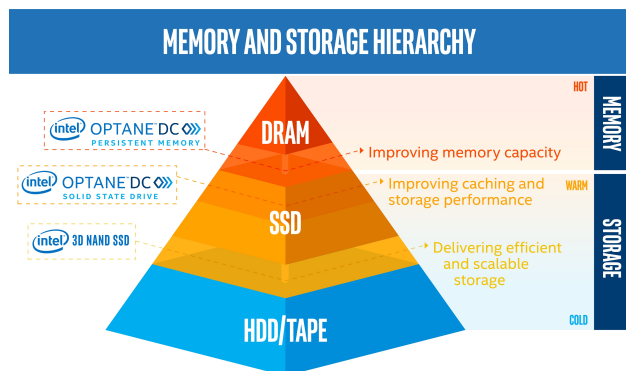 MEMORY AND STORAGE HIERARCHY
HOT
MEMORY
intel OPTANE™ DC
PERSISTENT MEMORY
DRAM
Improving memory capacity
intel OPTANE™ DC
SOLID STATE DRIVE
SSD
Improving caching and
storage performance
WARM
STORAGE
intel 3D NAND SSD
Delivering efficient
and scalable
storage
HDD/TAPE
COLD